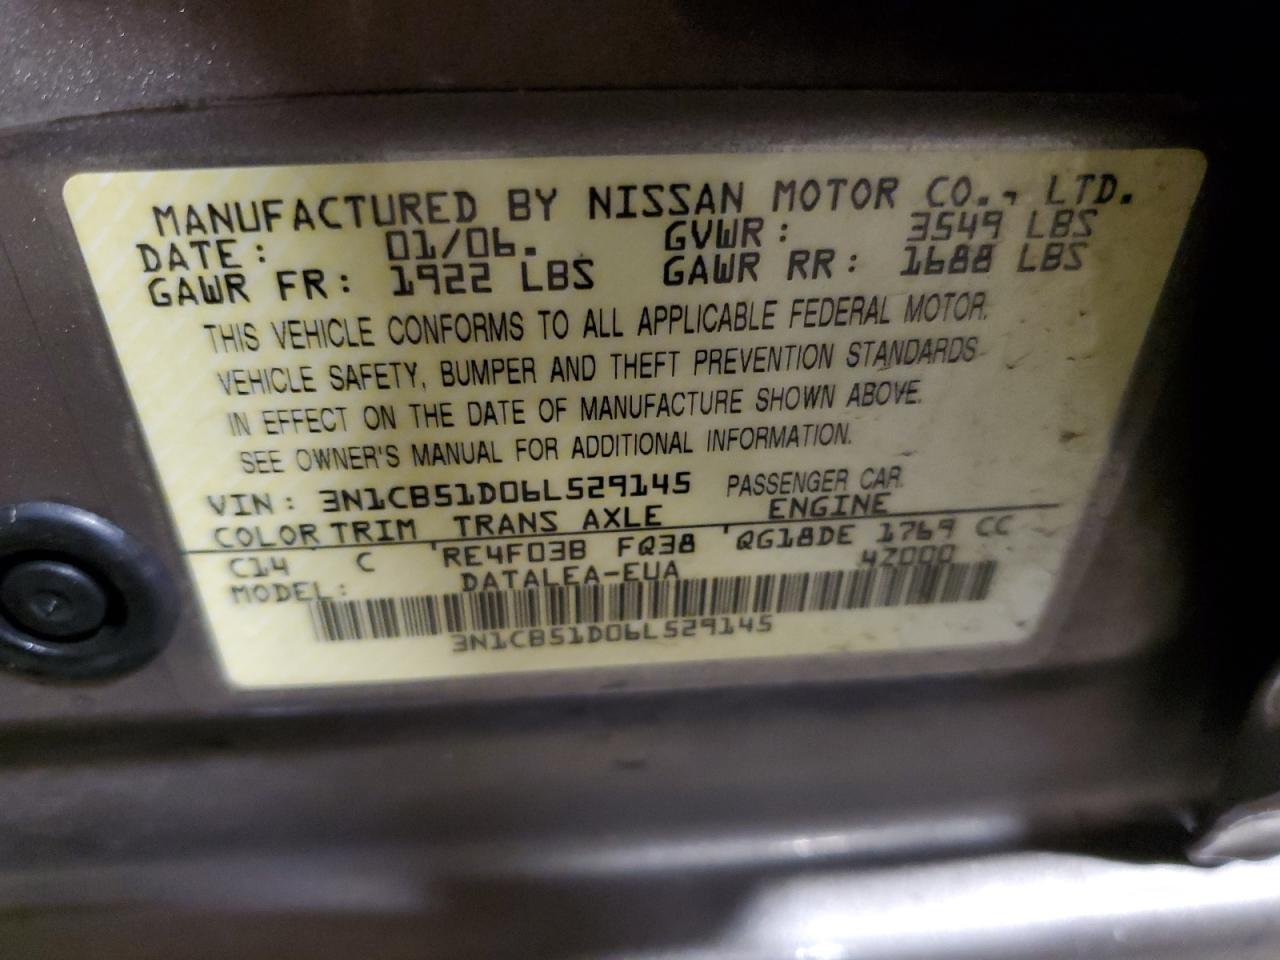 MANUFACTURED BY NISSAN MOTOR CO., LTD.
DATE: 01/06. GVWR: 3549 LBS
GAWR FR: 1922 LBS GAWR RR: 1688 LBS
THIS VEHICLE CONFORMS TO ALL APPLICABLE FEDERAL MOTOR
VEHICLE SAFETY, BUMPER AND THEFT PREVENTION STANDARDS
IN EFFECT ON THE DATE OF MANUFACTURE SHOWN ABOVE.
SEE OWNER'S MANUAL FOR ADDITIONAL INFORMATION.
VIN: 3N1CB51D06L529145 PASSENGER CAR
COLOR TRIM TRANS AXLE ENGINE
C14 C RE4F03B FQ38 QG18DE 1769 CC
MODEL: DATALEA-EUA 4Z000
3N1CB51D06L529145